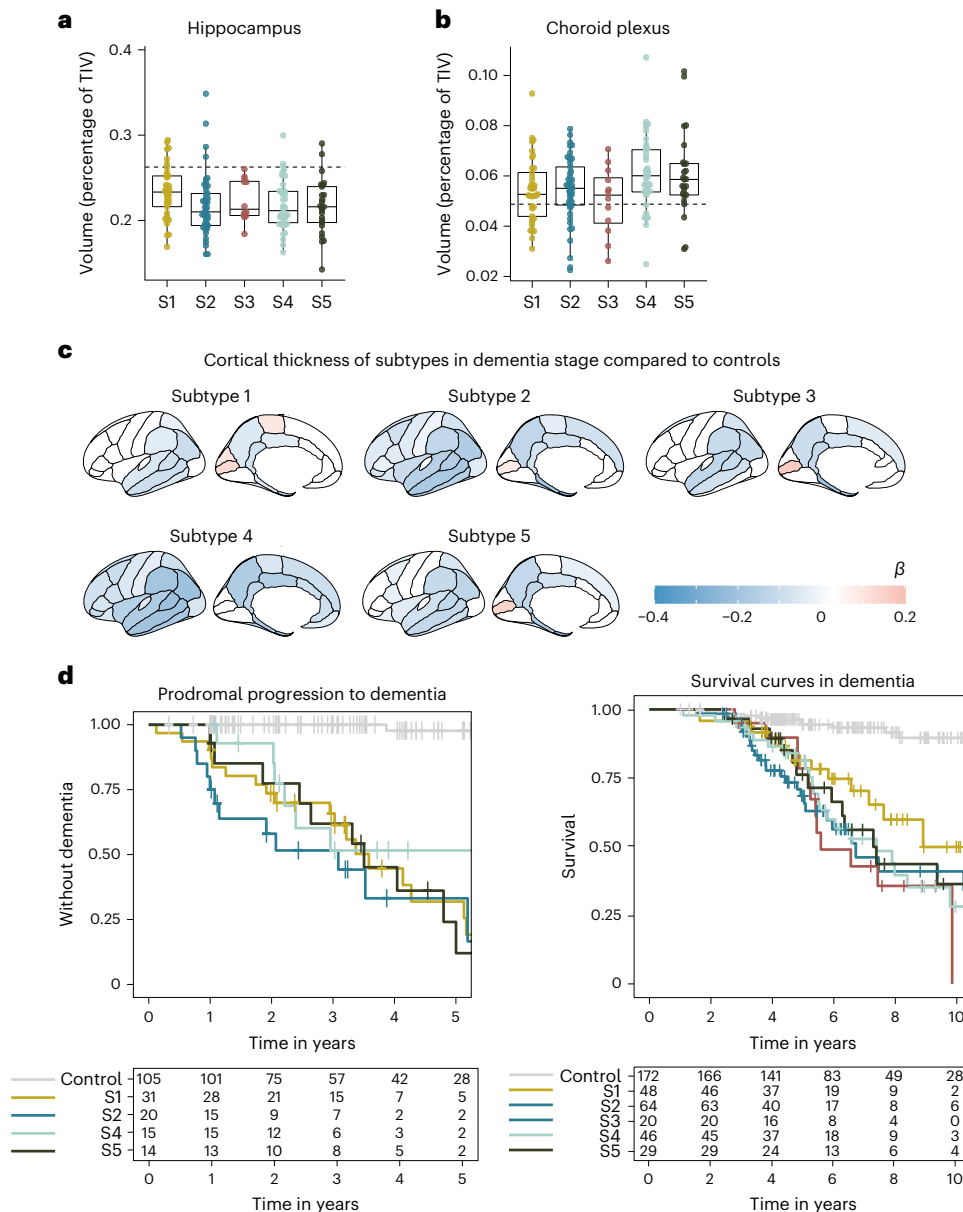 a
Hippocampus
Volume (percentage of TIV)
0.4
0.3
0.2
S1 S2 S3 S4 S5
b
Choroid plexus
Volume (percentage of TIV)
0.10
0.08
0.06
0.04
0.02
S1 S2 S3 S4 S5
c
Cortical thickness of subtypes in dementia stage compared to controls
Subtype 1
Subtype 2
Subtype 3
Subtype 4
Subtype 5
β
−0.4 −0.2 0 0.2
d
Prodromal progression to dementia
Without dementia
1.00
0.75
0.50
0.25
0
0 1 2 3 4 5
Time in years
Control 105 101 75 57 42 28
S1 31 28 21 15 7 5
S2 20 15 9 7 2 2
S4 15 15 12 6 3 2
S5 14 13 10 8 5 2
0 1 2 3 4 5
Time in years
Survival curves in dementia
Survival
1.00
0.75
0.50
0.25
0
0 2 4 6 8 10
Time in years
Control 172 166 141 83 49 28
S1 48 46 37 19 9 2
S2 64 63 40 17 8 6
S3 20 20 16 8 4 0
S4 46 45 37 18 9 3
S5 29 29 24 13 6 4
0 2 4 6 8 10
Time in years